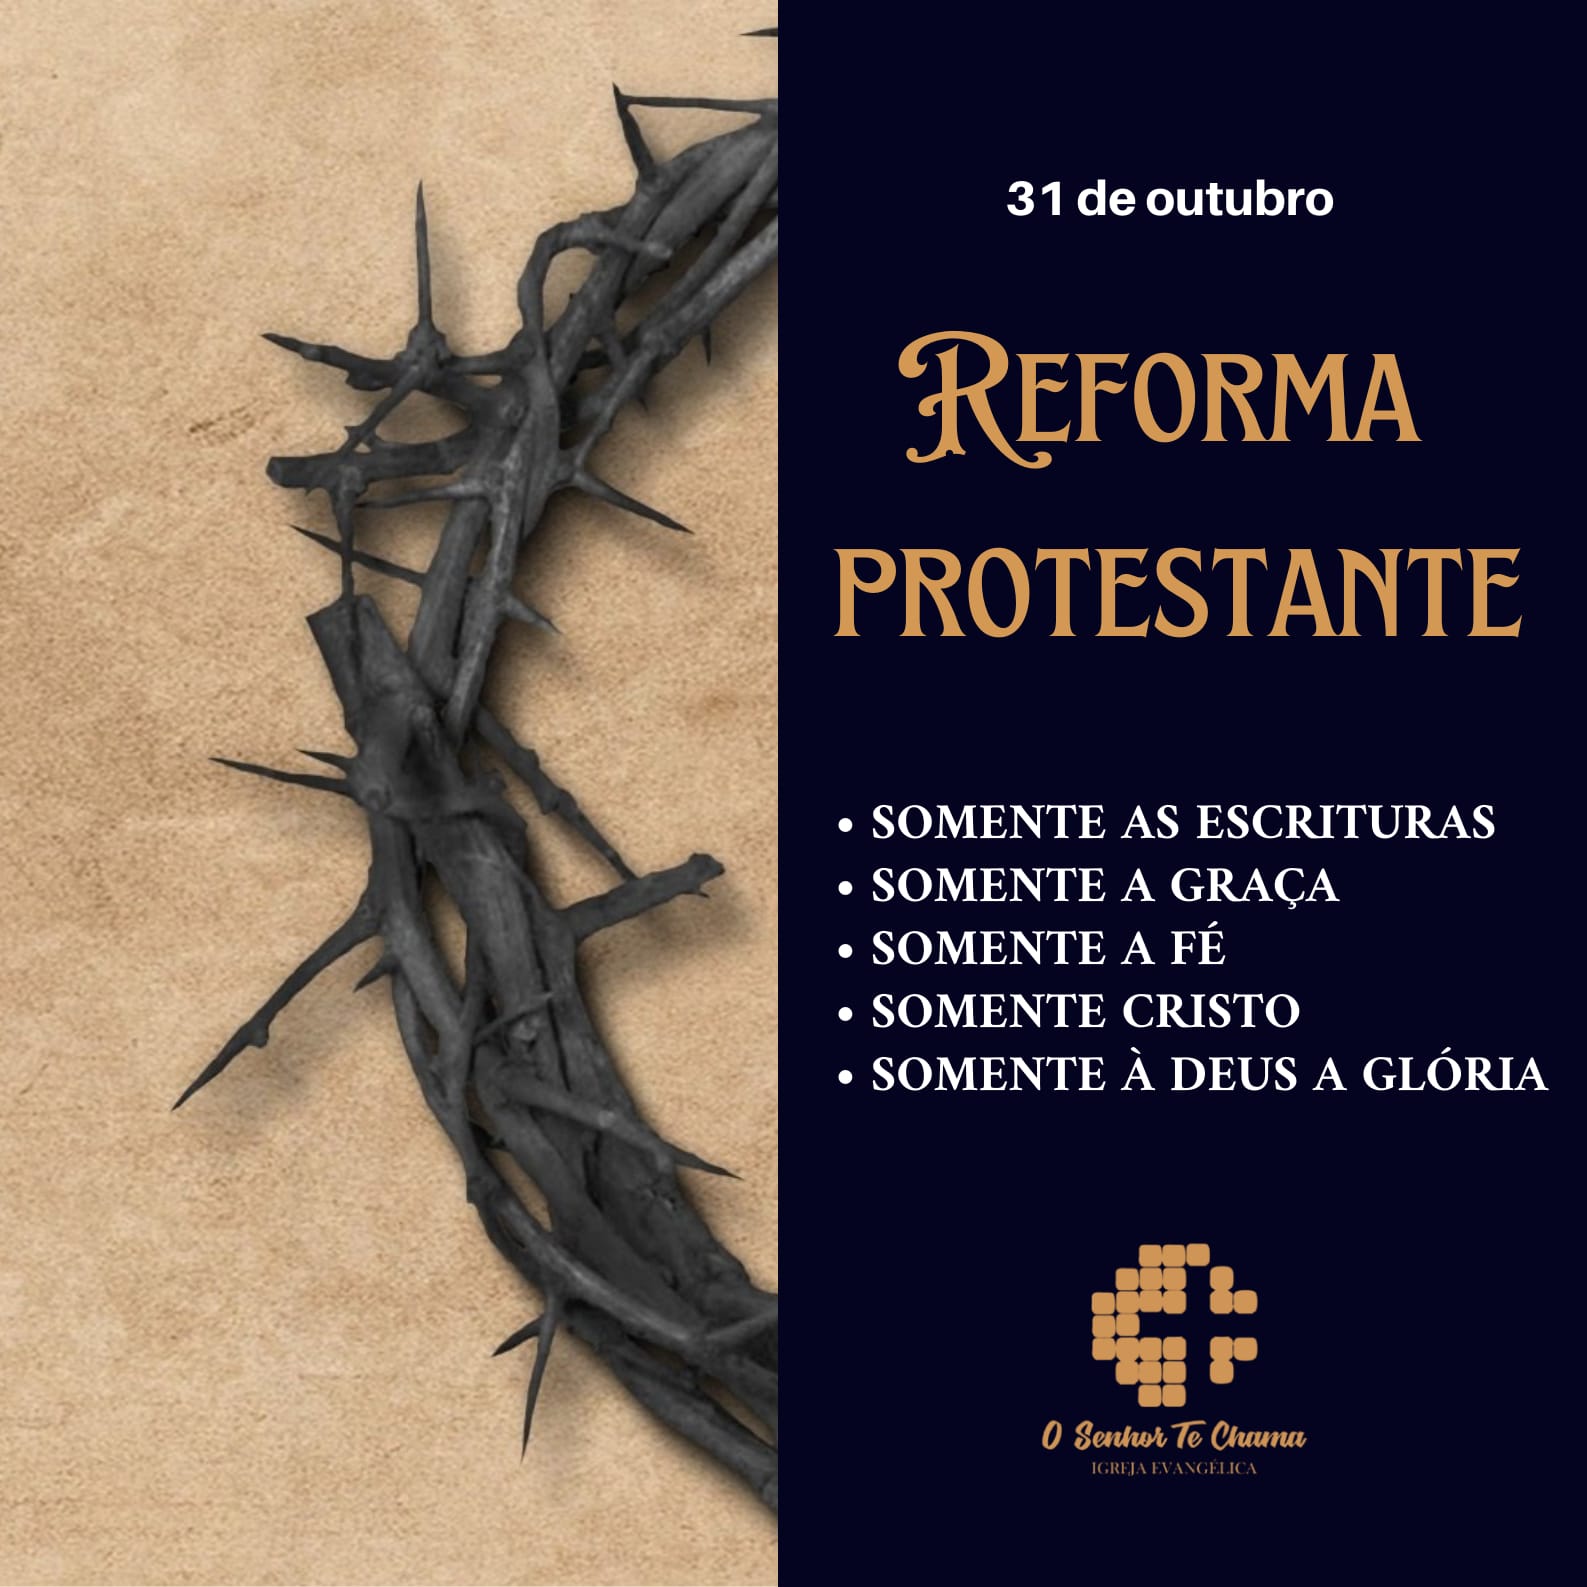 31 de outubro
REFORMA
PROTESTANTE
• SOMENTE AS ESCRITURAS
• SOMENTE A GRAÇA
• SOMENTE A FÉ
• SOMENTE CRISTO
• SOMENTE À DEUS A GLÓRIA
O Senhor Te Chama
IGREJA EVANGÉLICA